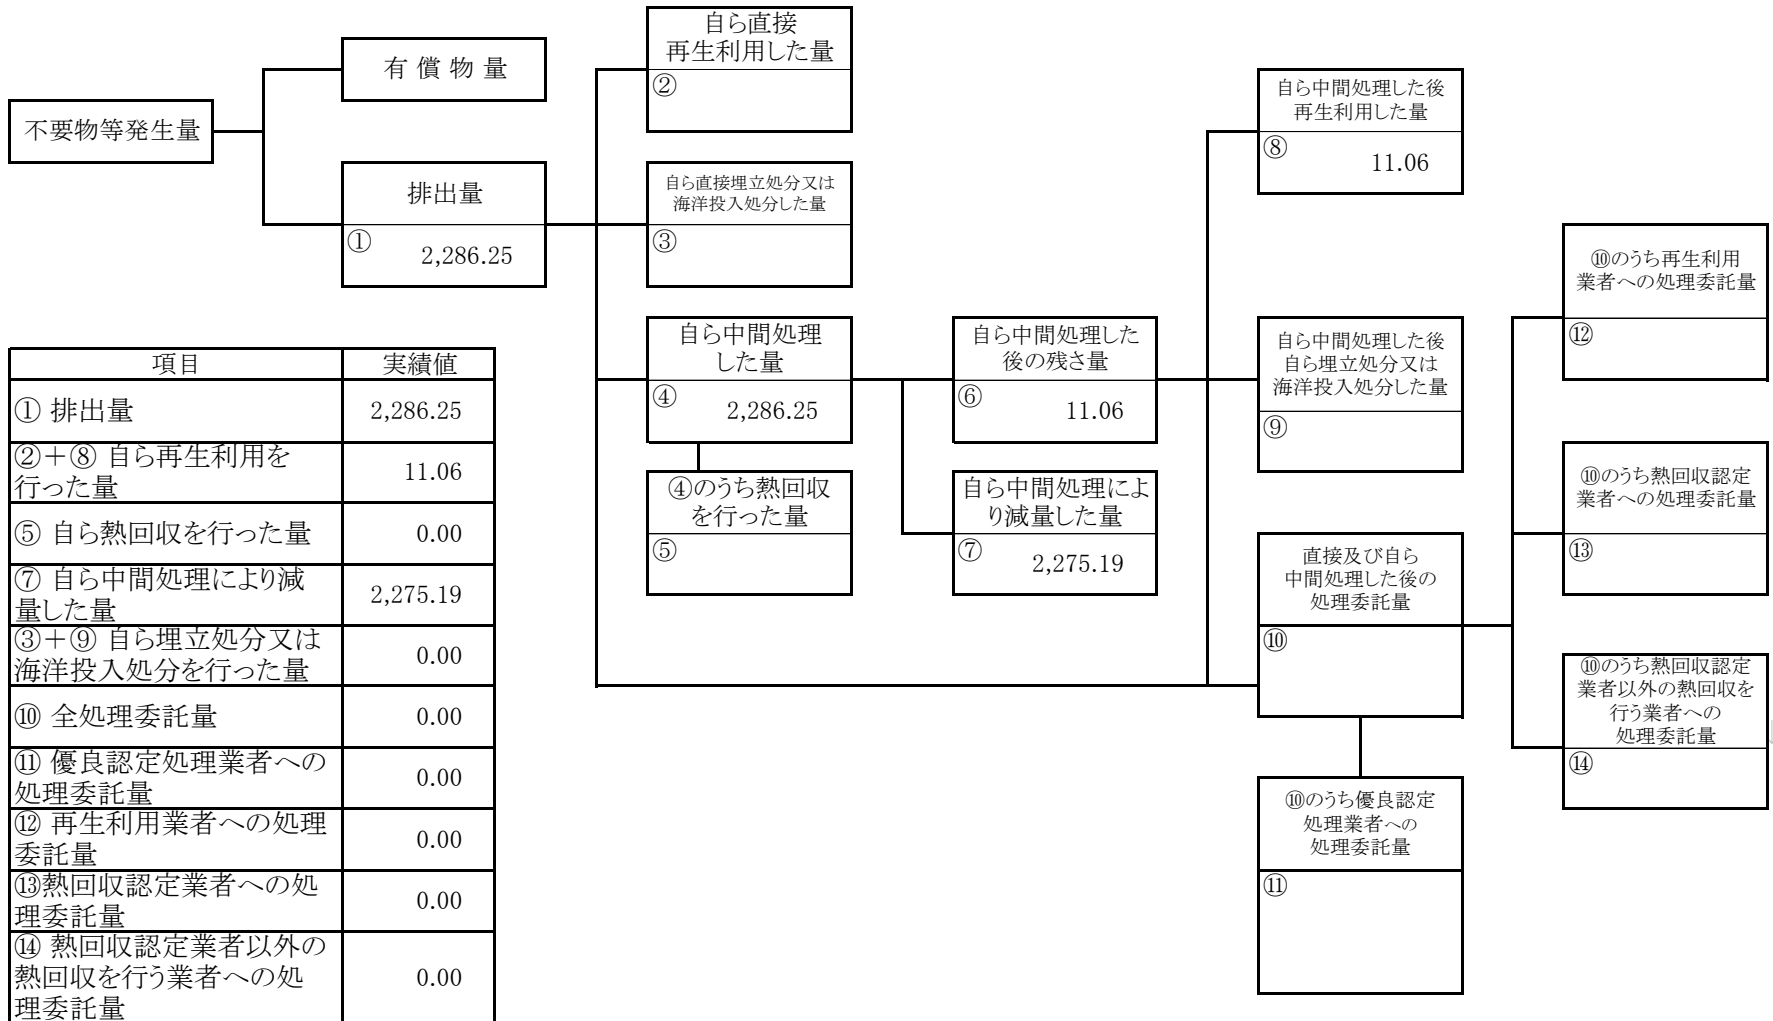 不要物等発生量
有 償 物 量
排出量
① 2,286.25
自ら直接
再生利用した量
②
自ら直接埋立処分又は
海洋投入処分した量
③
自ら中間処理
した量
④ 2,286.25
④のうち熱回収
を行った量
⑤
自ら中間処理した
後の残さ量
⑥ 11.06
自ら中間処理によ
り減量した量
⑦ 2,275.19
自ら中間処理した後
再生利用した量
⑧ 11.06
自ら中間処理した後
自ら埋立処分又は
海洋投入処分した量
⑨
直接及び自ら
中間処理した後の
処理委託量
⑩
⑩のうち優良認定
処理業者への
処理委託量
⑪
⑩のうち再生利用
業者への処理委託量
⑫
⑩のうち熱回収認定
業者への処理委託量
⑬
⑩のうち熱回収認定
業者以外の熱回収を
行う業者への
処理委託量
⑭
項目 実績値
① 排出量 2,286.25
②＋⑧ 自ら再生利用を
行った量 11.06
⑤ 自ら熱回収を行った量 0.00
⑦ 自ら中間処理により減
量した量 2,275.19
③＋⑨ 自ら埋立処分又は
海洋投入処分を行った量 0.00
⑩ 全処理委託量 0.00
⑪ 優良認定処理業者への
処理委託量 0.00
⑫ 再生利用業者への処理
委託量 0.00
⑬熱回収認定業者への処
理委託量 0.00
⑭ 熱回収認定業者以外の
熱回収を行う業者への処
理委託量 0.00